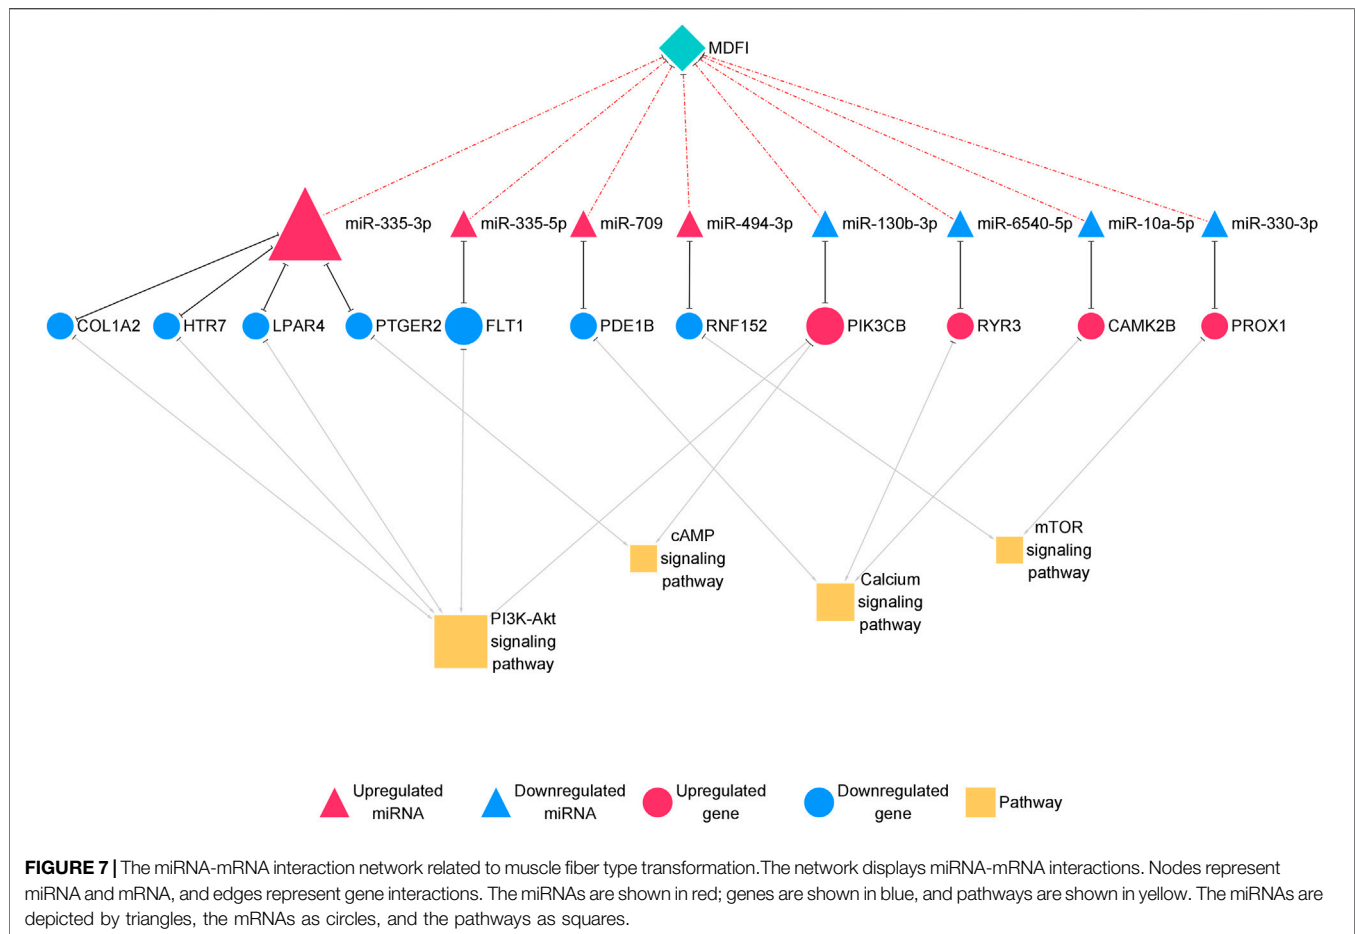 MDFI
miR-335-3p
miR-335-5p
miR-709
miR-494-3p
miR-130b-3p
miR-6540-5p
miR-10a-5p
miR-330-3p
COL1A2
HTR7
LPAR4
PTGER2
FLT1
PDE1B
RNF152
PIK3CB
RYR3
CAMK2B
PROX1
cAMP
signaling
pathway
mTOR
signaling
pathway
Calcium
signaling
pathway
PI3K-Akt
signaling
pathway
Upregulated
miRNA
Downregulated
miRNA
Upregulated
gene
Downregulated
gene
Pathway
FIGURE 7 | The miRNA-mRNA interaction network related to muscle fiber type transformation.The network displays miRNA-mRNA interactions. Nodes represent
miRNA and mRNA, and edges represent gene interactions. The miRNAs are shown in red; genes are shown in blue, and pathways are shown in yellow. The miRNAs are
depicted by triangles, the mRNAs as circles, and the pathways as squares.